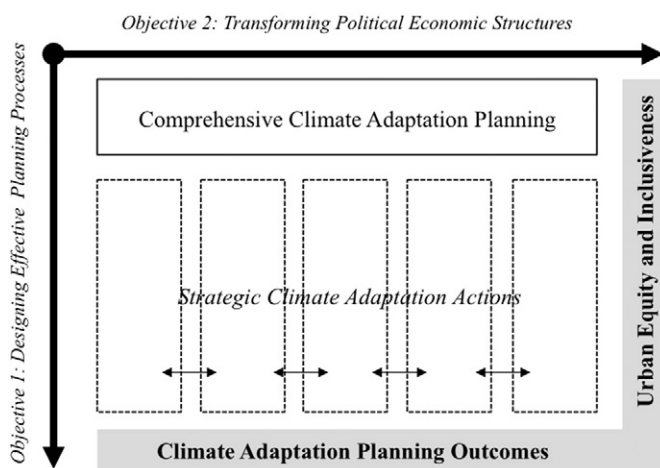 Objective 2: Transforming Political Economic Structures
Objective 1: Designing Effective Planning Processes
Comprehensive Climate Adaptation Planning
Strategic Climate Adaptation Actions
Urban Equity and Inclusiveness
Climate Adaptation Planning Outcomes